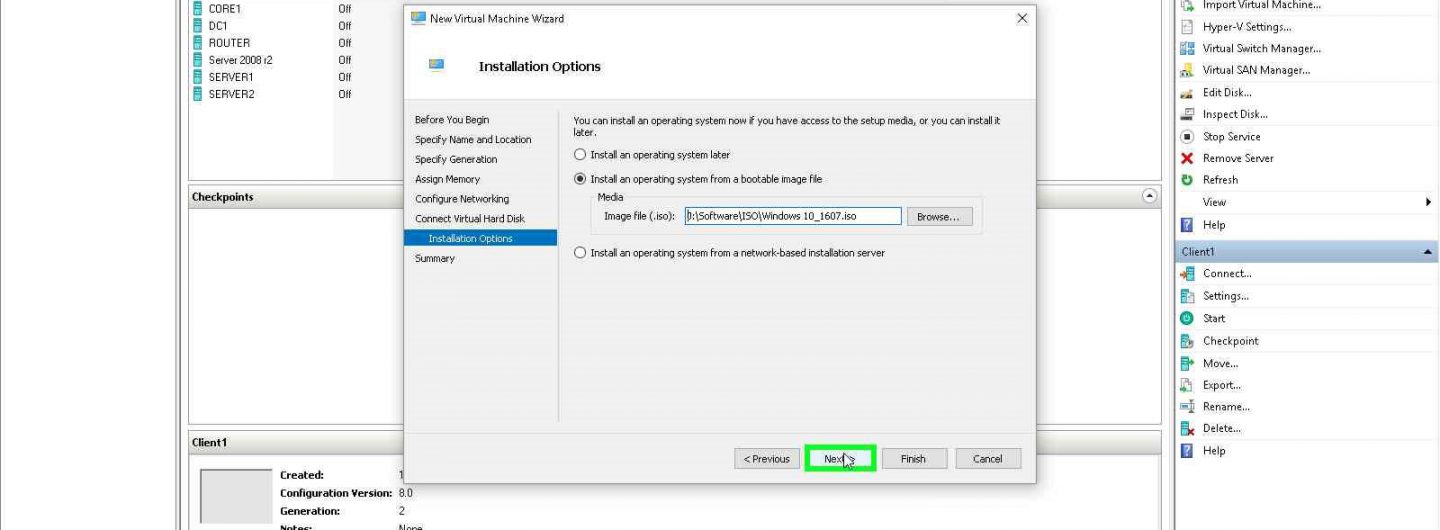 CORE1 Off
DC1 Off
ROUTER Off
Server 2008 r2 Off
SERVER1 Off
SERVER2 Off
Checkpoints
Client1
Created: 1
Configuration Version: 8.0
Generation: 2
Notes: None
New Virtual Machine Wizard
Installation Options
Before You Begin
Specify Name and Location
Specify Generation
Assign Memory
Configure Networking
Connect Virtual Hard Disk
Installation Options
Summary
You can install an operating system now if you have access to the setup media, or you can install it
later.
Install an operating system later
Install an operating system from a bootable image file
Media
Image file (.iso): :\Software\ISO\Windows 10_1607.iso Browse...
Install an operating system from a network-based installation server
< Previous Next > Finish Cancel
Import Virtual Machine...
Hyper-V Settings...
Virtual Switch Manager...
Virtual SAN Manager...
Edit Disk...
Inspect Disk...
Stop Service
Remove Server
Refresh
View
Help
Client1
Connect...
Settings...
Start
Checkpoint
Move...
Export...
Rename...
Delete...
Help